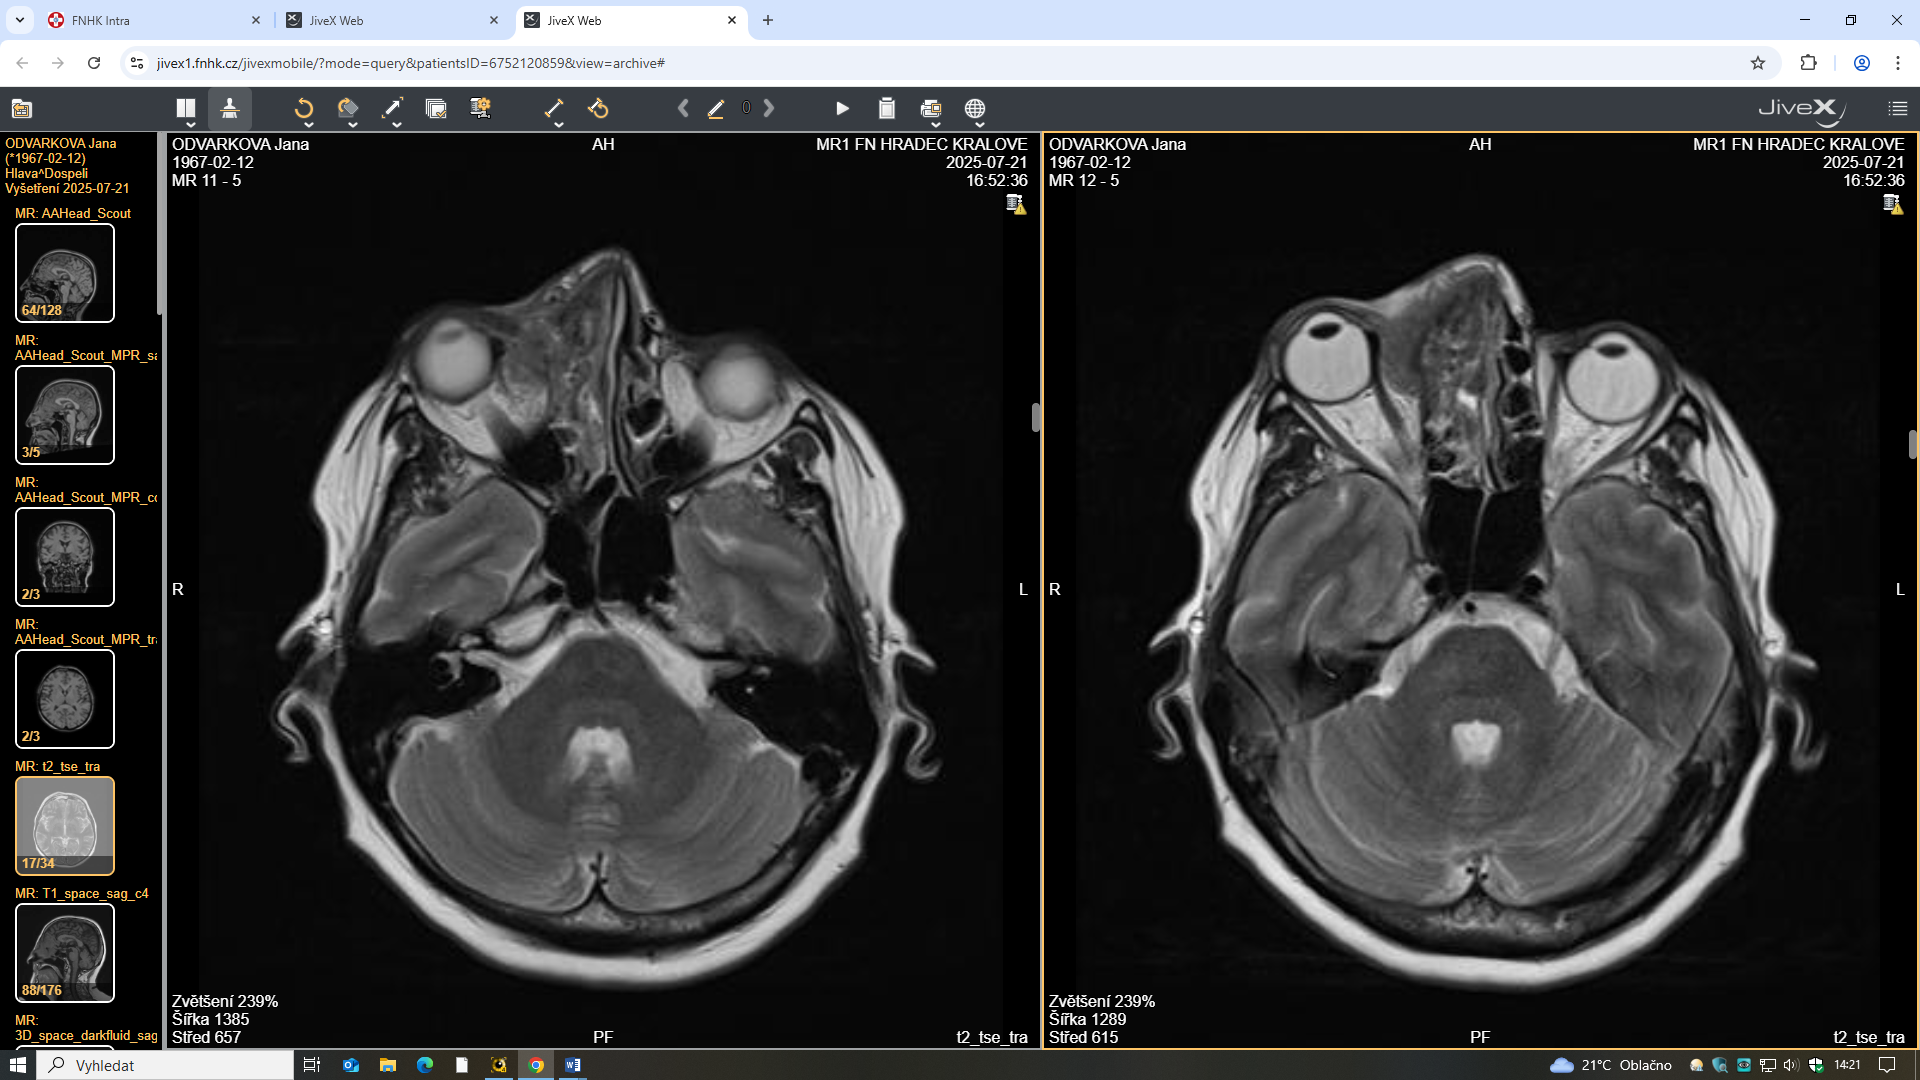 FNHK Intra
JiveX Web
JiveX Web
jivex1.fnhk.cz/jivexmobile/?mode=query&patientsID=6752120859&view=archive#
0
JiveX
ODVARKOVA Jana
(*1967-02-12)
Hlava^Dospeli
Vyšetření 2025-07-21
MR: AAHead_Scout
64/128
MR:
AAHead_Scout_MPR_sa
3/5
MR:
AAHead_Scout_MPR_co
2/3
MR:
AAHead_Scout_MPR_tra
2/3
MR: t2_tse_tra
17/34
MR: T1_space_sag_c4
88/176
MR:
3D_space_darkfluid_sag
ODVARKOVA Jana
1967-02-12
MR 11 - 5
AH
MR1 FN HRADEC KRALOVE
2025-07-21
16:52:36
R
L
Zvětšení 239%
Šířka 1385
Střed 657
PF
t2_tse_tra
ODVARKOVA Jana
1967-02-12
MR 12 - 5
AH
MR1 FN HRADEC KRALOVE
2025-07-21
16:52:36
R
L
Zvětšení 239%
Šířka 1289
Střed 615
PF
t2_tse_tra
Vyhledat
21°C Oblačno
14:21